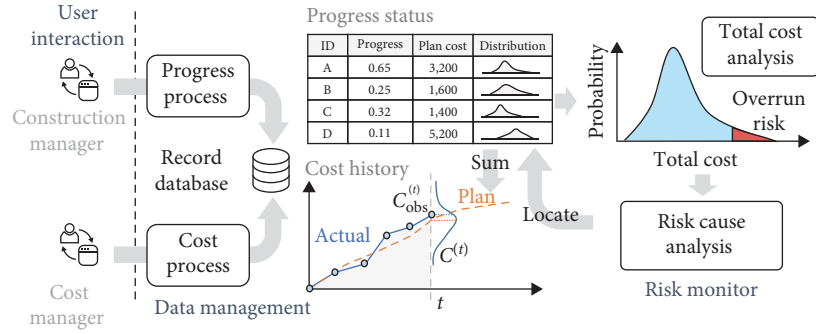 User
interaction
Construction
manager
Cost
manager
Progress
process
Record
database
Cost
process
Data management
Progress status
ID Progress Plan cost Distribution
A 0.65 3,200
B 0.25 1,600
C 0.32 1,400
D 0.11 5,200
Sum
Cost history
C_obs^(t)
Plan
Actual
C^(t)
t
Locate
Total cost
analysis
Probability
Overrun
risk
Total cost
Risk cause
analysis
Risk monitor